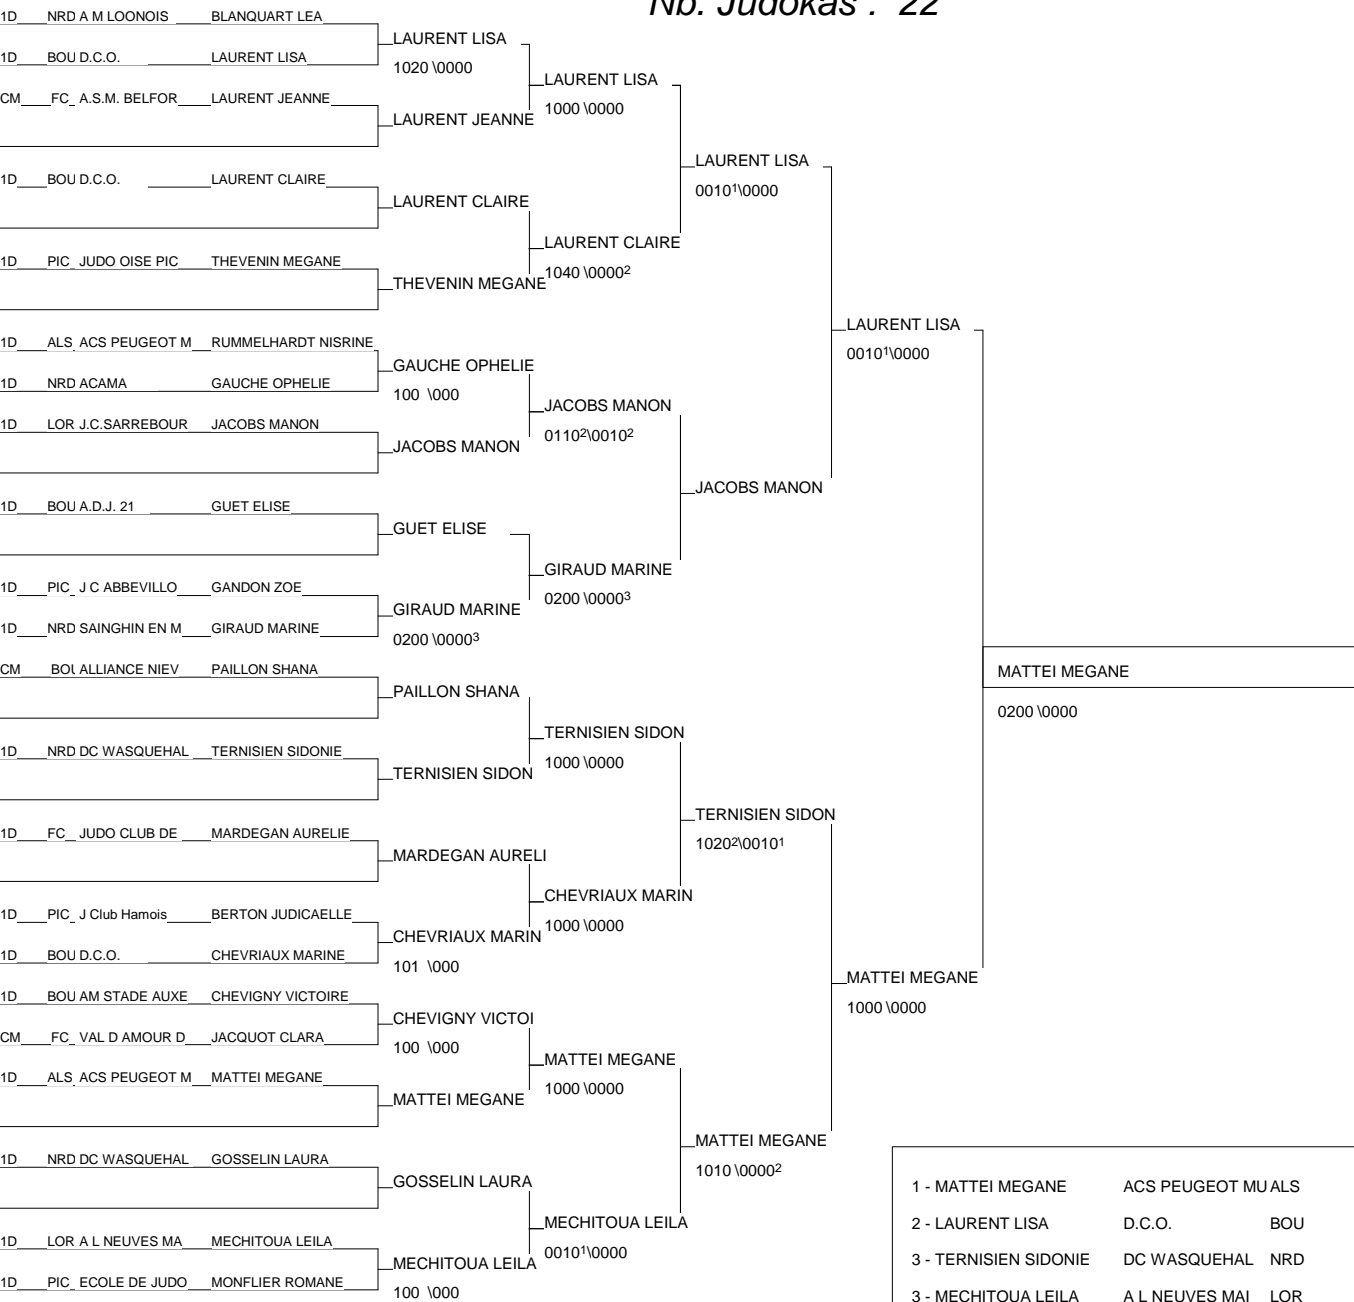 Nb. Judokas : 22
1D NRD A M LOONOIS BLANQUART LEA
LAURENT LISA
1D BOU D.C.O. LAURENT LISA
1020 \0000
LAURENT LISA
CM FC A.S.M. BELFOR LAURENT JEANNE
1000 \0000
LAURENT JEANNE
LAURENT LISA
0010¹\0000
1D BOU D.C.O. LAURENT CLAIRE
LAURENT CLAIRE
LAURENT CLAIRE
1040 \0000²
1D PIC JUDO OISE PIC THEVENIN MEGANE
THEVENIN MEGANE
LAURENT LISA
0010¹\0000
1D ALS ACS PEUGEOT M RUMMELHARDT NISRINE
GAUCHE OPHELIE
1D NRD ACAMA GAUCHE OPHELIE
100 \000
JACOBS MANON
1D LOR J.C.SARREBOUR JACOBS MANON
0110²\0010²
JACOBS MANON
JACOBS MANON
1D BOU A.D.J. 21 GUET ELISE
GUET ELISE
GIRAUD MARINE
0200 \0000³
1D PIC J C ABBEVILLO GANDON ZOE
GIRAUD MARINE
1D NRD SAINGHIN EN M GIRAUD MARINE
0200 \0000³
MATTEI MEGANE
0200 \0000
CM BOU ALLIANCE NIEV PAILLON SHANA
PAILLON SHANA
TERNISIEN SIDON
1000 \0000
1D NRD DC WASQUEHAL TERNISIEN SIDONIE
TERNISIEN SIDON
TERNISIEN SIDON
1020²\0010¹
1D FC JUDO CLUB DE MARDEGAN AURELIE
MARDEGAN AURELI
CHEVRIAUX MARIN
1000 \0000
1D PIC J Club Hamois BERTON JUDICAELLE
CHEVRIAUX MARIN
1D BOU D.C.O. CHEVRIAUX MARINE
101 \000
MATTEI MEGANE
1000 \0000
1D BOU AM STADE AUXE CHEVIGNY VICTOIRE
CHEVIGNY VICTOI
CM FC VAL D AMOUR D JACQUOT CLARA
100 \000
MATTEI MEGANE
1D ALS ACS PEUGEOT M MATTEI MEGANE
1000 \0000
MATTEI MEGANE
MATTEI MEGANE
1010 \0000²
1D NRD DC WASQUEHAL GOSSELIN LAURA
GOSSELIN LAURA
MECHITOUA LEILA
0010¹\0000
1D LOR A L NEUVES MA MECHITOUA LEILA
MECHITOUA LEILA
1D PIC ECOLE DE JUDO MONFLIER ROMANE
100 \000
1 - MATTEI MEGANE ACS PEUGEOT MU ALS
2 - LAURENT LISA D.C.O. BOU
3 - TERNISIEN SIDONIE DC WASQUEHAL NRD
3 - MECHITOUA LEILA A L NEUVES MAI LOR